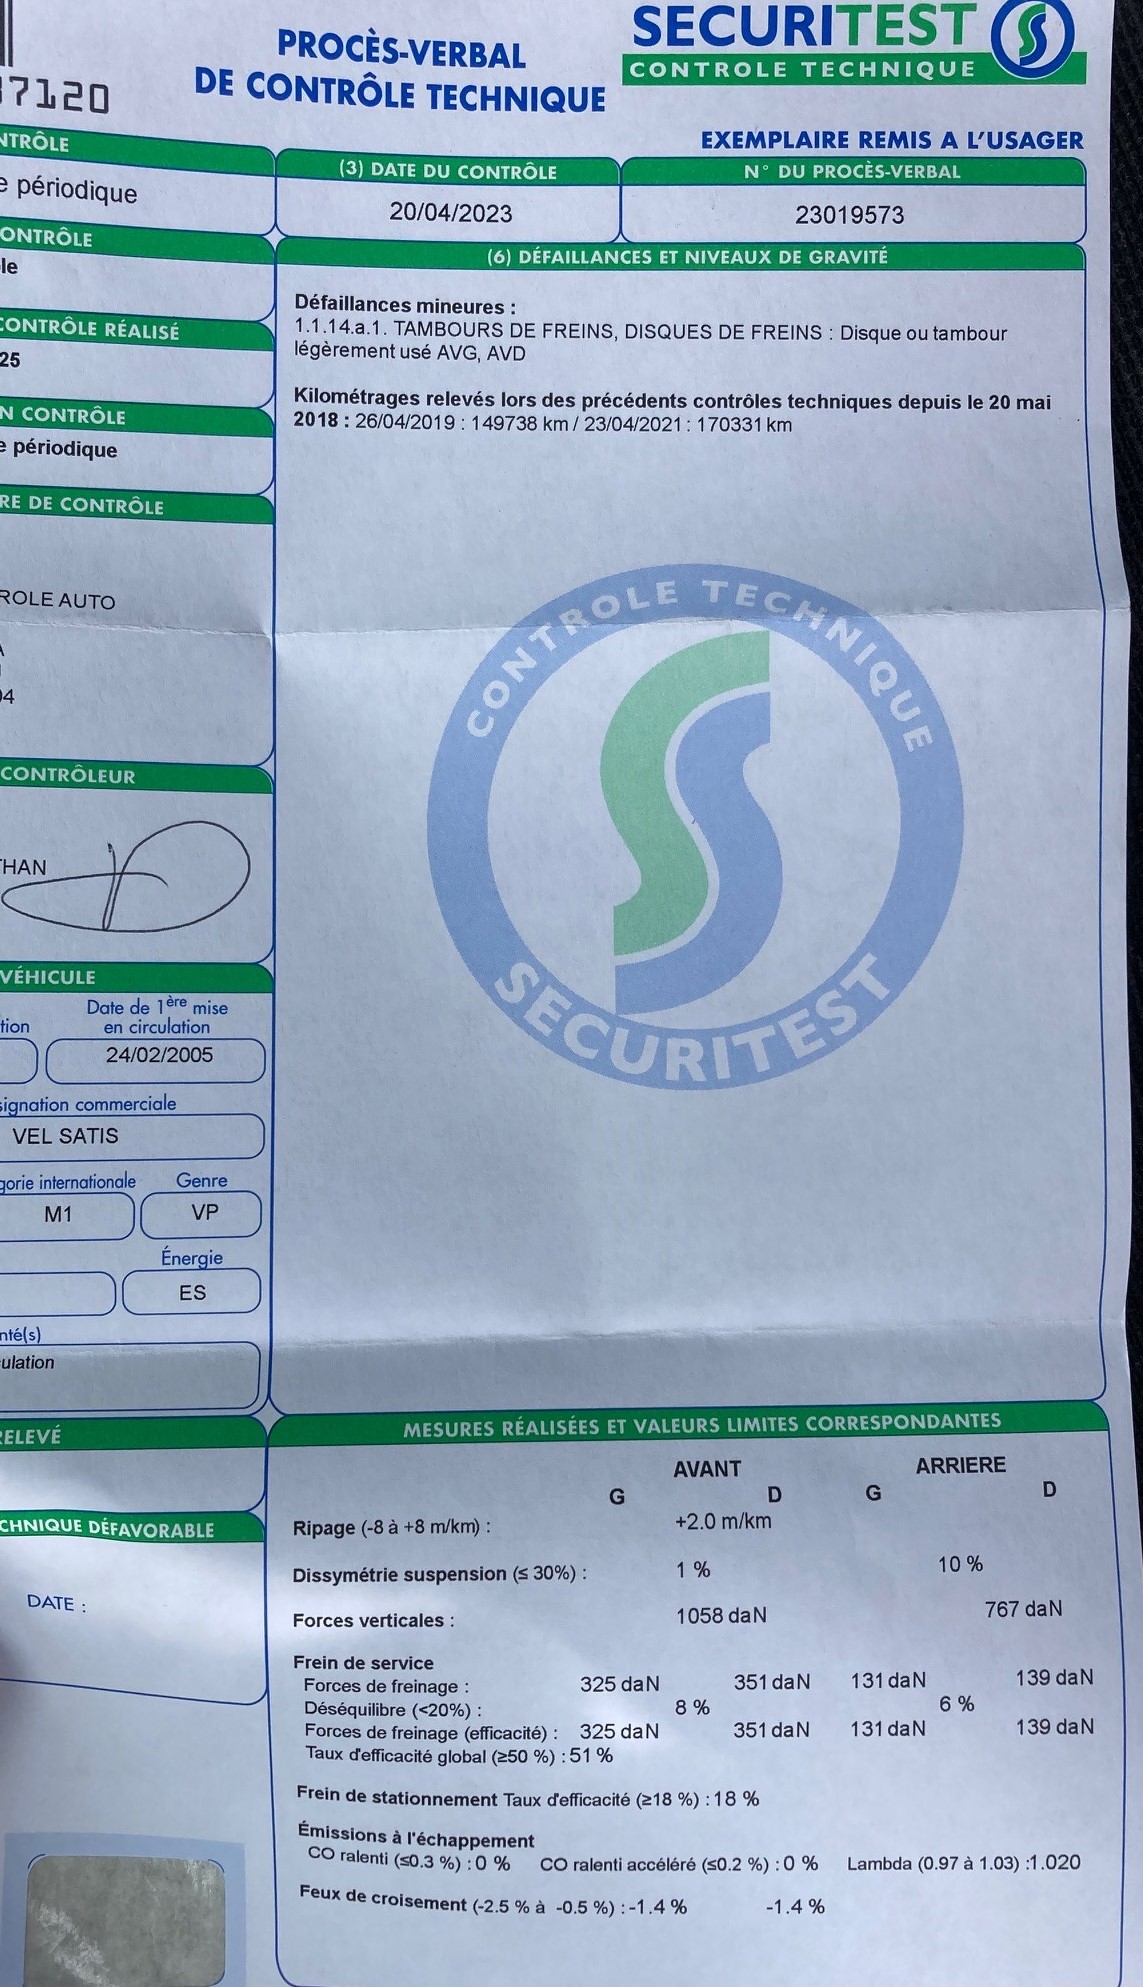 SECURITEST
CONTROLE TECHNIQUE
PROCÈS-VERBAL
DE CONTRÔLE TECHNIQUE
7120
EXEMPLAIRE REMIS A L'USAGER
NTRÔLE
e périodique
(3) DATE DU CONTRÔLE
20/04/2023
N° DU PROCÈS-VERBAL
23019573
ONTRÔLE
le
CONTRÔLE RÉALISÉ
25
N CONTRÔLE
e périodique
RE DE CONTRÔLE
ROLE AUTO
04
CONTRÔLEUR
THAN
VÉHICULE
tion
Date de 1ère mise
en circulation
24/02/2005
signation commerciale
VEL SATIS
gorie internationale
Genre
M1
VP
Énergie
ES
nté(s)
ulation
RELEVÉ
CHNIQUE DÉFAVORABLE
DATE :
(6) DÉFAILLANCES ET NIVEAUX DE GRAVITÉ
Défaillances mineures :
1.1.14.a.1. TAMBOURS DE FREINS, DISQUES DE FREINS : Disque ou tambour
légèrement usé AVG, AVD
Kilométrages relevés lors des précédents contrôles techniques depuis le 20 mai
2018 : 26/04/2019 : 149738 km / 23/04/2021 : 170331 km
CONTROLE TECHNIQUE
SECURITEST
MESURES RÉALISÉES ET VALEURS LIMITES CORRESPONDANTES
AVANT ARRIERE
G D G D
Ripage (-8 à +8 m/km) : +2.0 m/km
Dissymétrie suspension (≤ 30%) : 1 % 10 %
Forces verticales : 1058 daN 767 daN
Frein de service
Forces de freinage : 325 daN 351 daN 131 daN 139 daN
Déséquilibre (<20%) : 8 % 6 %
Forces de freinage (efficacité) : 325 daN 351 daN 131 daN 139 daN
Taux d'efficacité global (≥50 %) : 51 %
Frein de stationnement Taux d'efficacité (≥18 %) : 18 %
Émissions à l'échappement
CO ralenti (≤0.3 %) : 0 % CO ralenti accéléré (≤0.2 %) : 0 % Lambda (0.97 à 1.03) :1.020
Feux de croisement (-2.5 % à -0.5 %) : -1.4 % -1.4 %